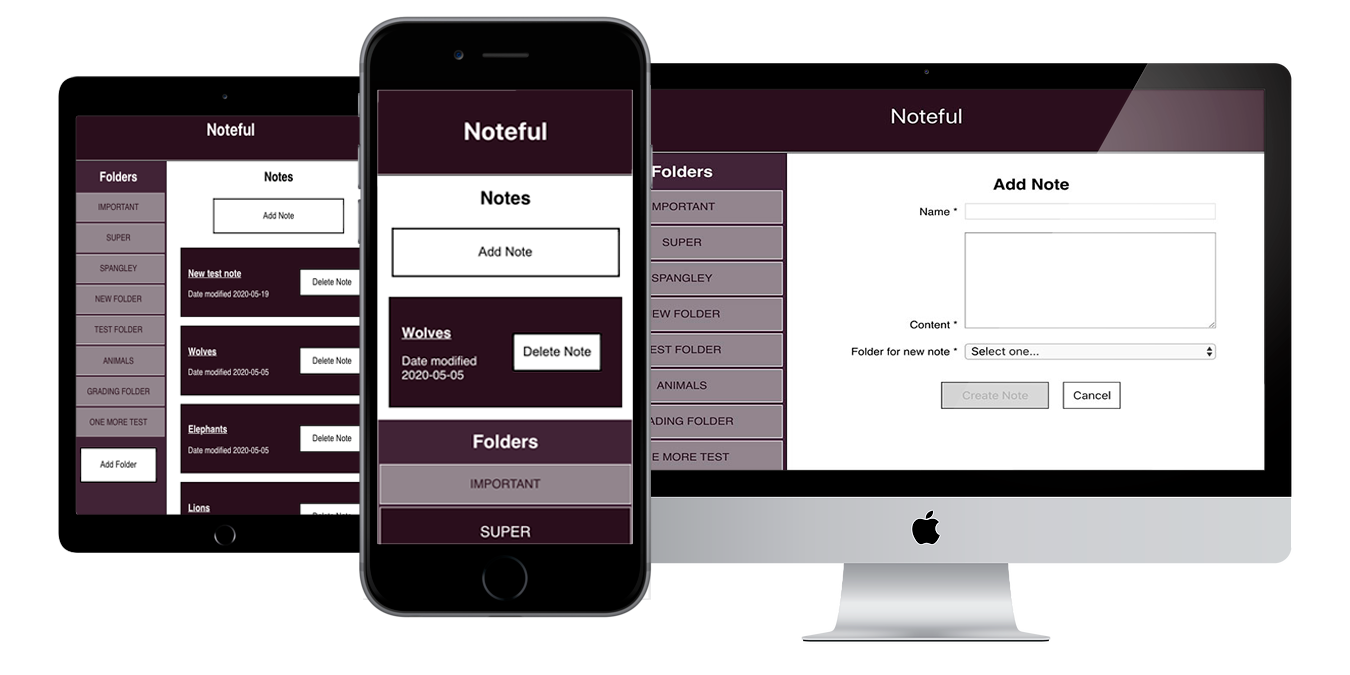 Noteful
Folders
IMPORTANT
SUPER
SPANGLEY
NEW FOLDER
TEST FOLDER
ANIMALS
GRADING FOLDER
ONE MORE TEST
Add Folder
Notes
Add Note
New test note
Date modified 2020-05-19
Delete Note
Wolves
Date modified 2020-05-05
Delete Note
Elephants
Date modified 2020-05-05
Delete Note
Lions
Noteful
Notes
Add Note
Wolves
Date modified
2020-05-05
Delete Note
Folders
IMPORTANT
SUPER
Noteful
Folders
MPORTANT
SUPER
SPANGLEY
EW FOLDER
EST FOLDER
ANIMALS
ADING FOLDER
E MORE TEST
Add Note
Name *
Content *
Folder for new note * Select one...
Create Note Cancel